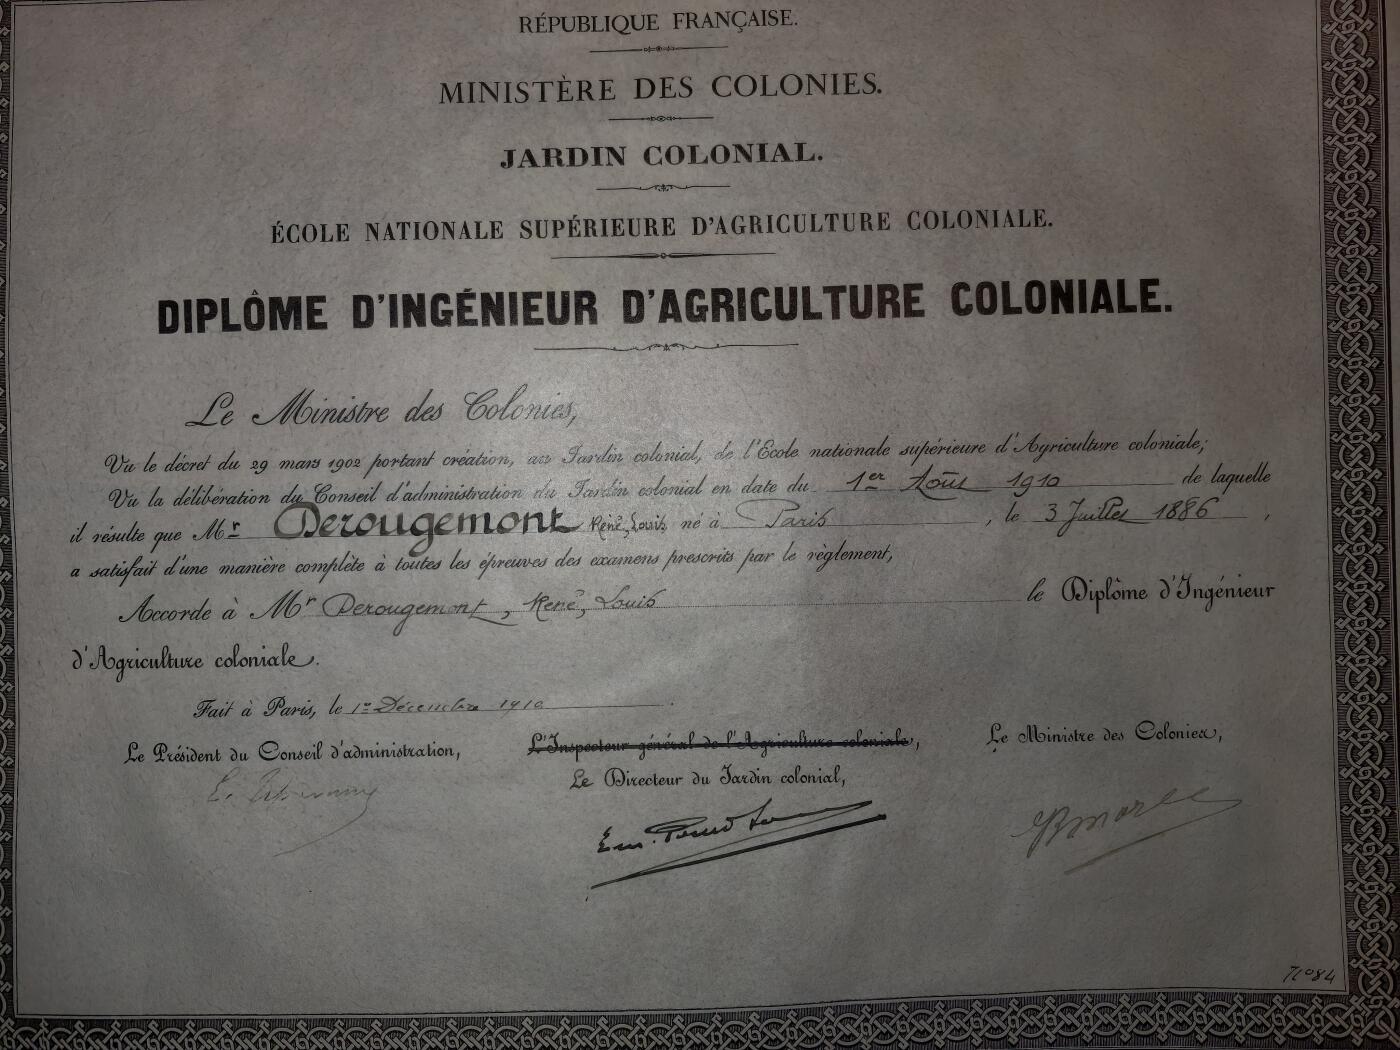 RÉPUBLIQUE FRANÇAISE.
MINISTÈRE DES COLONIES.
JARDIN COLONIAL.
ÉCOLE NATIONALE SUPÉRIEURE D'AGRICULTURE COLONIALE.
DIPLÔME D'INGÉNIEUR D'AGRICULTURE COLONIALE.
Le Ministre des Colonies,
Vu le décret du 29 mars 1902 portant création, au Jardin colonial, de l'Ecole nationale supérieure d'Agriculture coloniale;
Vu la délibération du Conseil d'administration du Jardin colonial en date du 1er Août 1910 de laquelle
il résulte que Mr Derougemont René, Louis né à Paris, le 3 Juillet 1886,
a satisfait d'une manière complète à toutes les épreuves des examens prescrits par le règlement,
Accorde à Mr Derougemont, René, Louis le Diplôme d'Ingénieur
d'Agriculture coloniale.
Fait à Paris, le 1er Décembre 1910.
Le Président du Conseil d'administration, L'Inspecteur général de l'Agriculture coloniale, Le Ministre des Colonies,
Le Directeur du Jardin colonial,
No 84